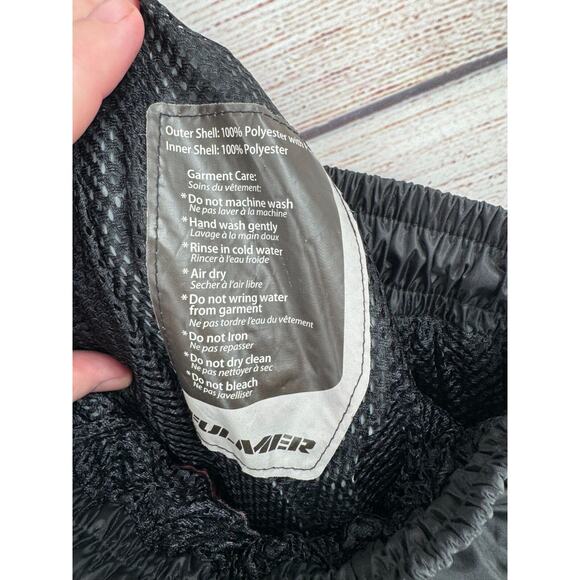 Outer Shell: 100% Polyester with
Inner Shell: 100% Polyester
Garment Care:
Soins du vêtement:
*Do not machine wash
Ne pas laver à la machine
*Hand wash gently
Lavage à la main doux
*Rinse in cold water
Rincer à l'eau froide
*Air dry
Secher à l'air libre
*Do not wring water
from garment
Ne pas tordre l'eau du vêtement
*Do not Iron
Ne pas repasser
*Do not dry clean
Ne pas nettoyer à sec
*Do not bleach
Ne pas javelliser
FULMER